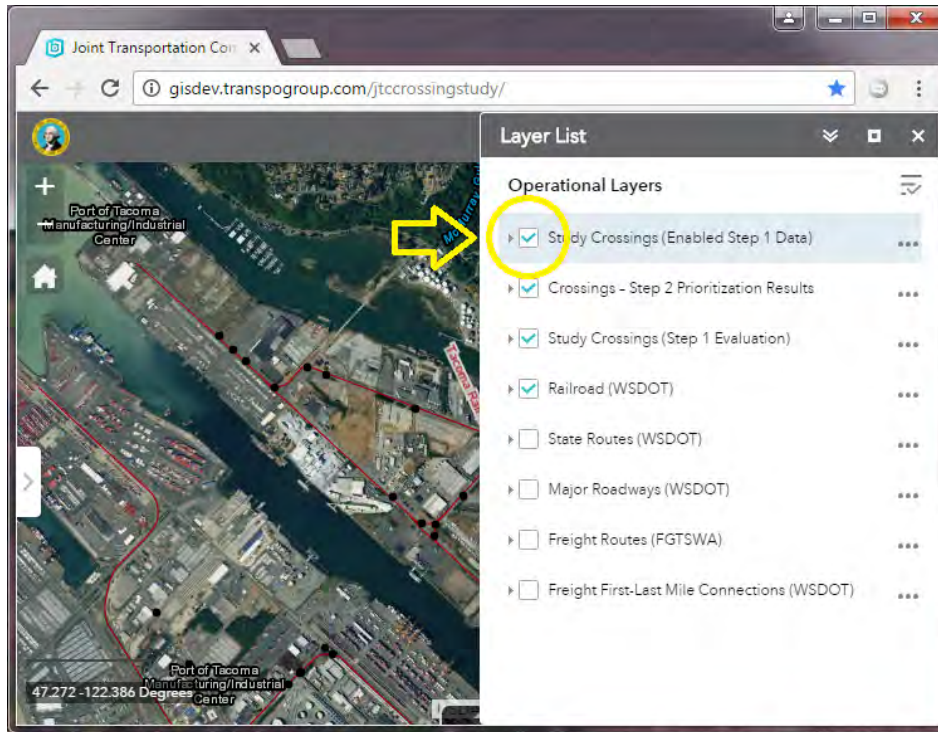 Joint Transportation Con
gisdev.transpogroup.com/jtccrossingstudy/
Layer List
Operational Layers
Study Crossings (Enabled Step 1 Data)
Crossings - Step 2 Prioritization Results
Study Crossings (Step 1 Evaluation)
Railroad (WSDOT)
State Routes (WSDOT)
Major Roadways (WSDOT)
Freight Routes (FGTSWA)
Freight First-Last Mile Connections (WSDOT)
Port of Tacoma
Manufacturing/Industrial
Center
McMurray
Tacoma
Port of Tacoma
Manufacturing/Industrial
Center
47.272 -122.386 Degrees